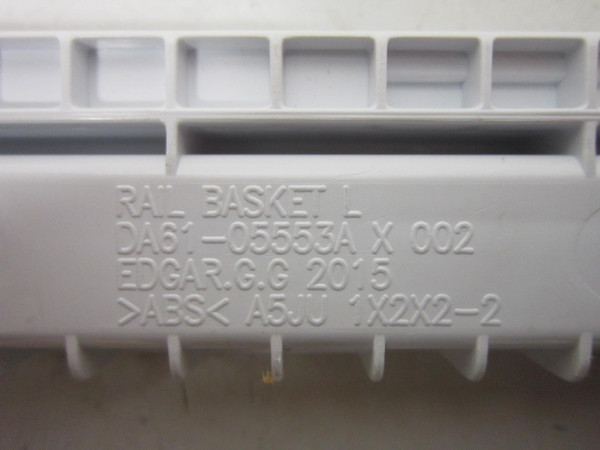 RAIL BASKET L
DA61-05553A X 002
EDGAR.G.G 2015
>ABS< A5JU 1X2X2-2